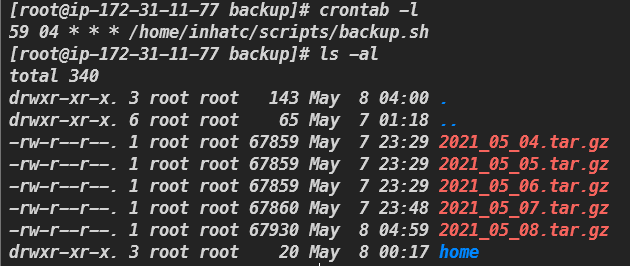 [root@ip-172-31-11-77 backup]# crontab -l
59 04 * * * /home/inhatc/scripts/backup.sh
[root@ip-172-31-11-77 backup]# ls -al
total 340
drwxr-xr-x. 3 root root   143 May  8 04:00 .
drwxr-xr-x. 6 root root    65 May  7 01:18 ..
-rw-r--r--. 1 root root 67859 May  7 23:29 2021_05_04.tar.gz
-rw-r--r--. 1 root root 67859 May  7 23:29 2021_05_05.tar.gz
-rw-r--r--. 1 root root 67859 May  7 23:29 2021_05_06.tar.gz
-rw-r--r--. 1 root root 67860 May  7 23:48 2021_05_07.tar.gz
-rw-r--r--. 1 root root 67930 May  8 04:59 2021_05_08.tar.gz
drwxr-xr-x. 3 root root    20 May  8 00:17 home